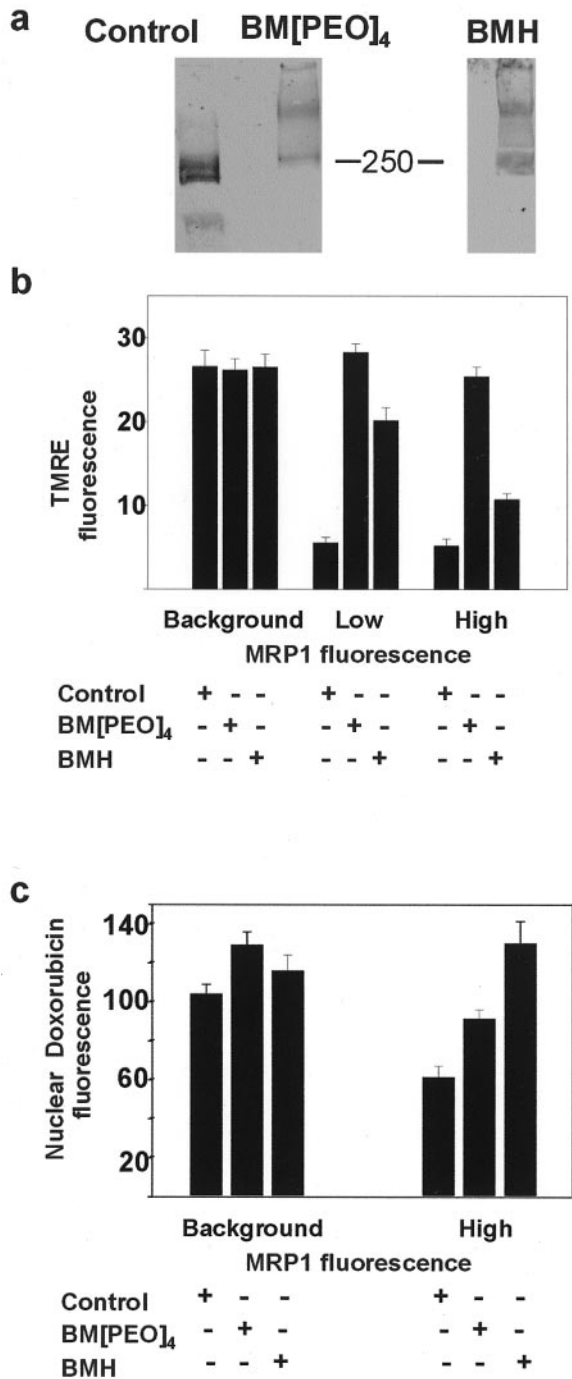 a
Control BM[PEO]4 BMH
—250—
b
30
20
10
TMRE
fluorescence
Background Low High
MRP1 fluorescence
Control + - - + - - + - -
BM[PEO]4 - + - - + - - + -
BMH - - + - - + - - +
c
140
100
60
20
Nuclear Doxorubicin
fluorescence
Background High
MRP1 fluorescence
Control + - - + - -
BM[PEO]4 - + - - + -
BMH - - + - - +